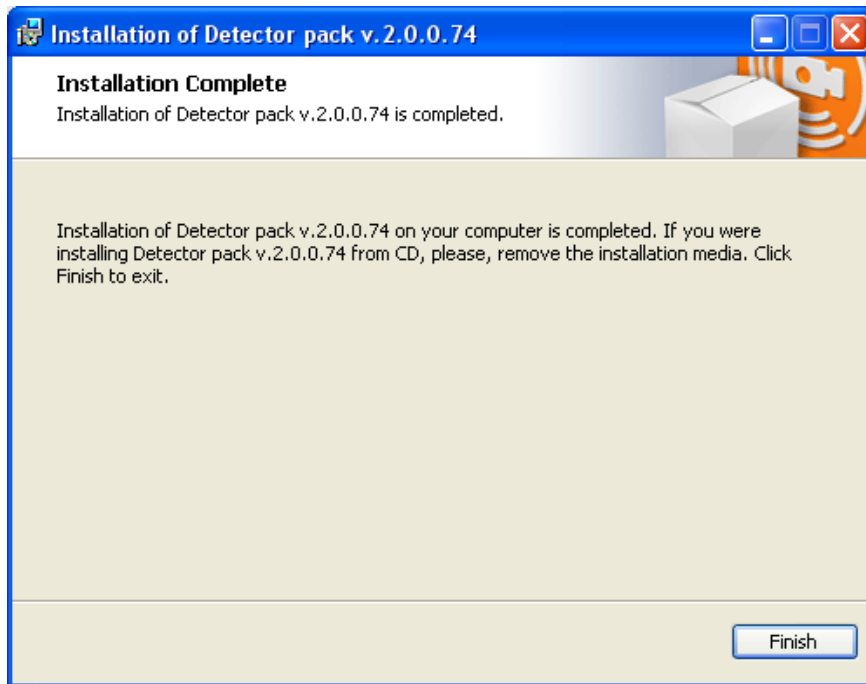 Installation of Detector pack v.2.0.0.74
Installation Complete
Installation of Detector pack v.2.0.0.74 is completed.
Installation of Detector pack v.2.0.0.74 on your computer is completed. If you were
installing Detector pack v.2.0.0.74 from CD, please, remove the installation media. Click
Finish to exit.
Finish